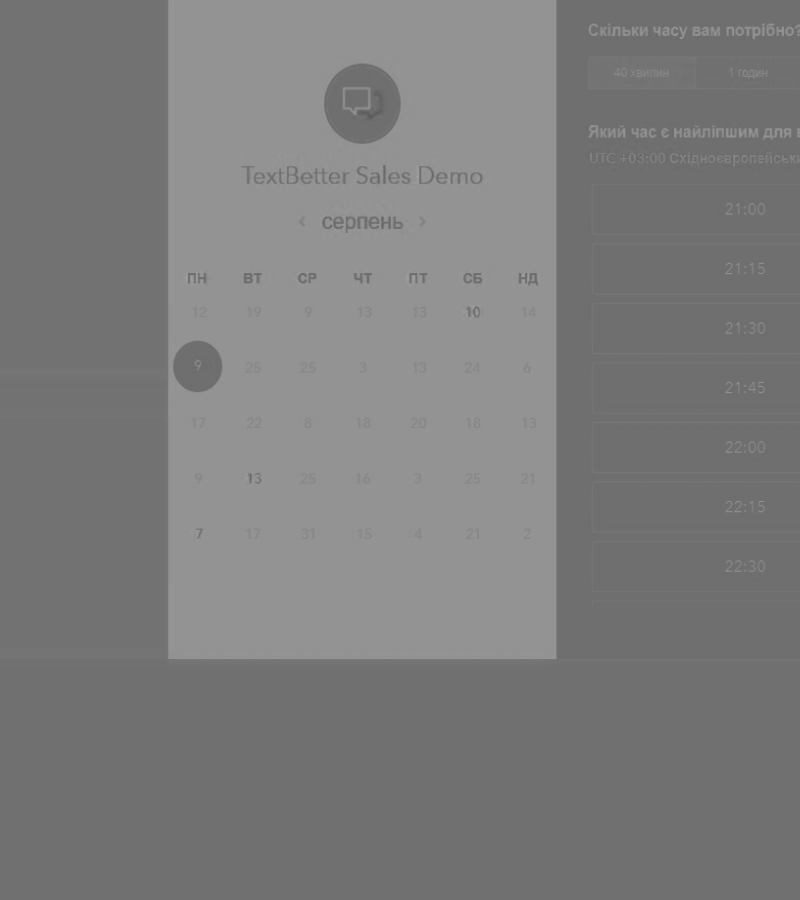 TextBetter Sales Demo
‹ серпень ›
ПН ВТ СР ЧТ ПТ СБ НД
12 19 9 13 13 10 14
9 25 25 3 13 24 6
17 22 8 18 20 18 13
9 13 25 16 3 25 21
7 17 31 15 4 21 2
Скільки часу вам потрібно?
40 хвилин 1 годин
Який час є найліпшим для
UTC +03:00
21:00
21:15
21:30
21:45
22:00
22:15
22:30